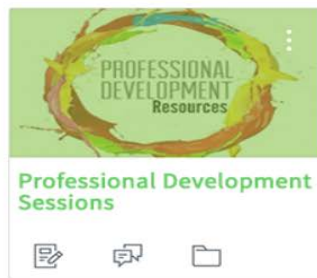 PROFESSIONAL
DEVELOPMENT
Resources
Professional Development
Sessions